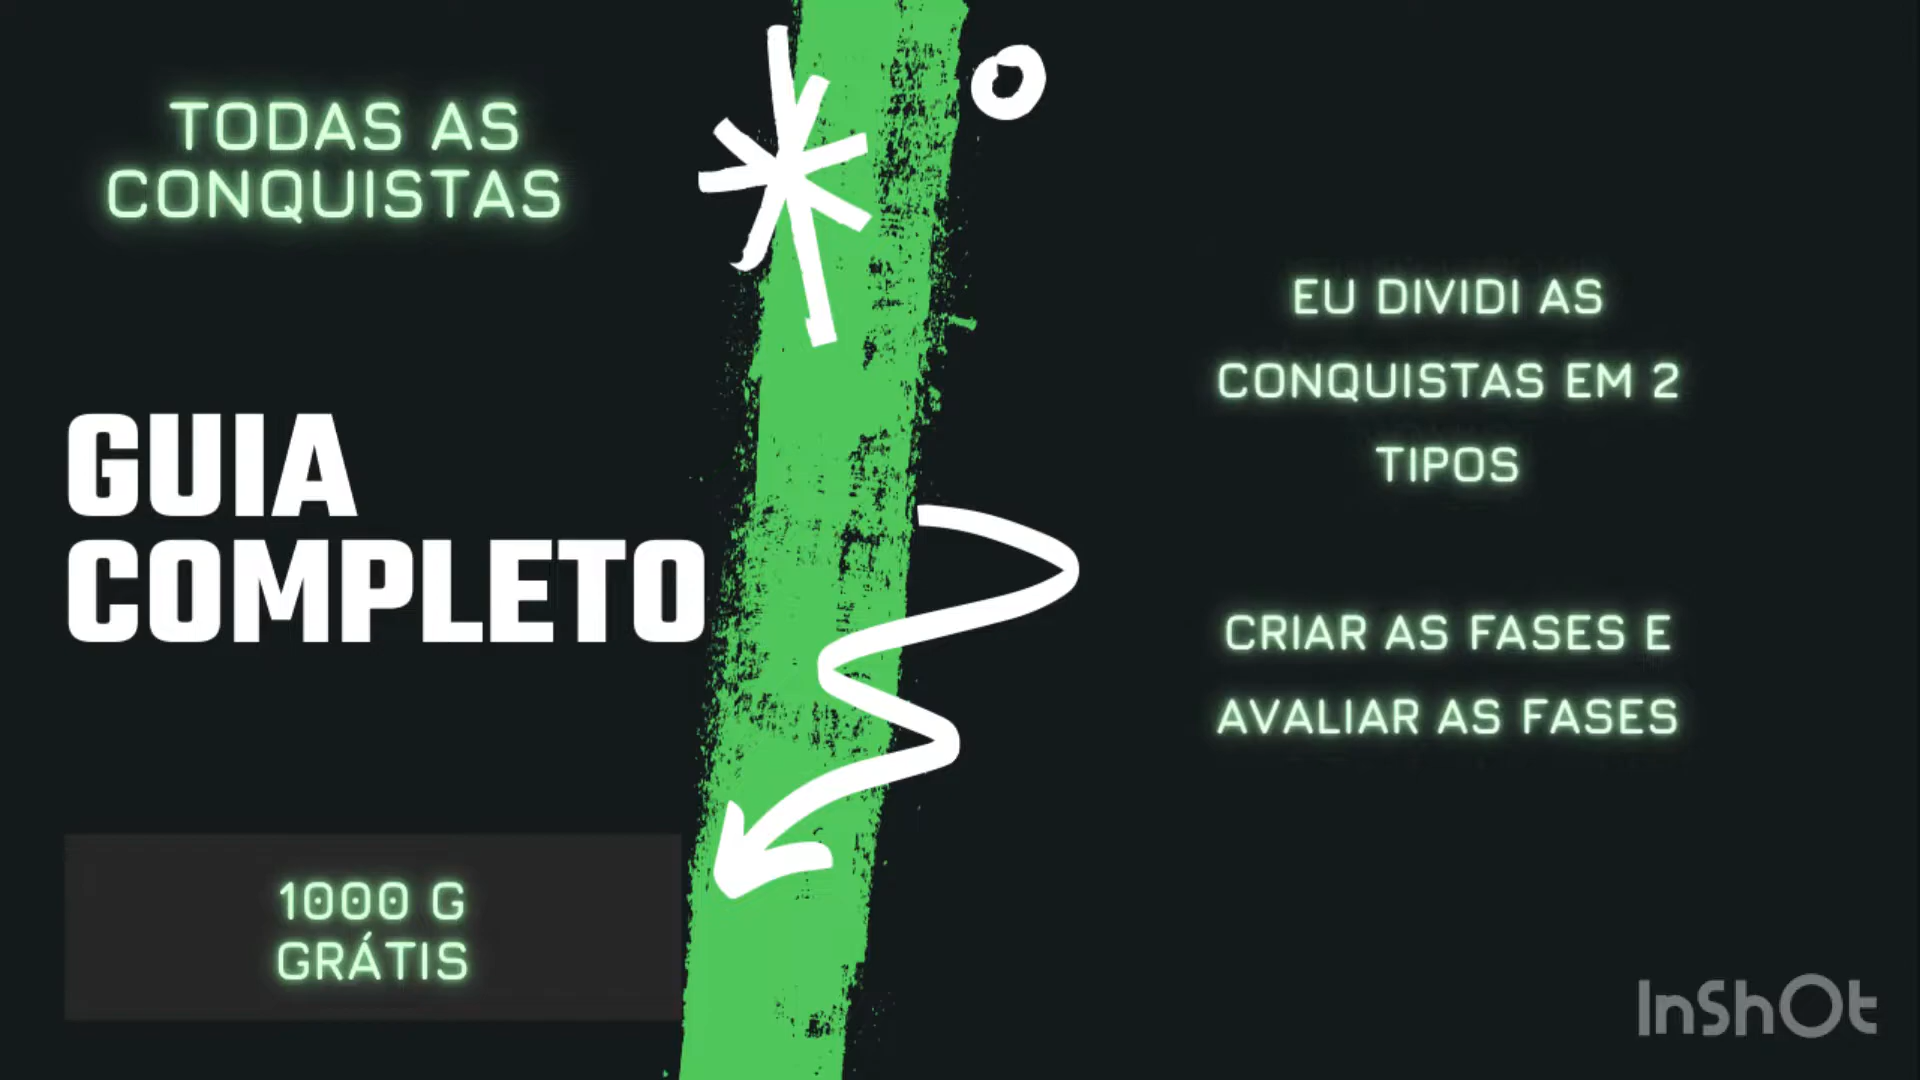 TODAS AS
CONQUISTAS
GUIA
COMPLETO
1000 G
GRÁTIS
EU DIVIDI AS
CONQUISTAS EM 2
TIPOS
CRIAR AS FASES E
AVALIAR AS FASES
InShOt